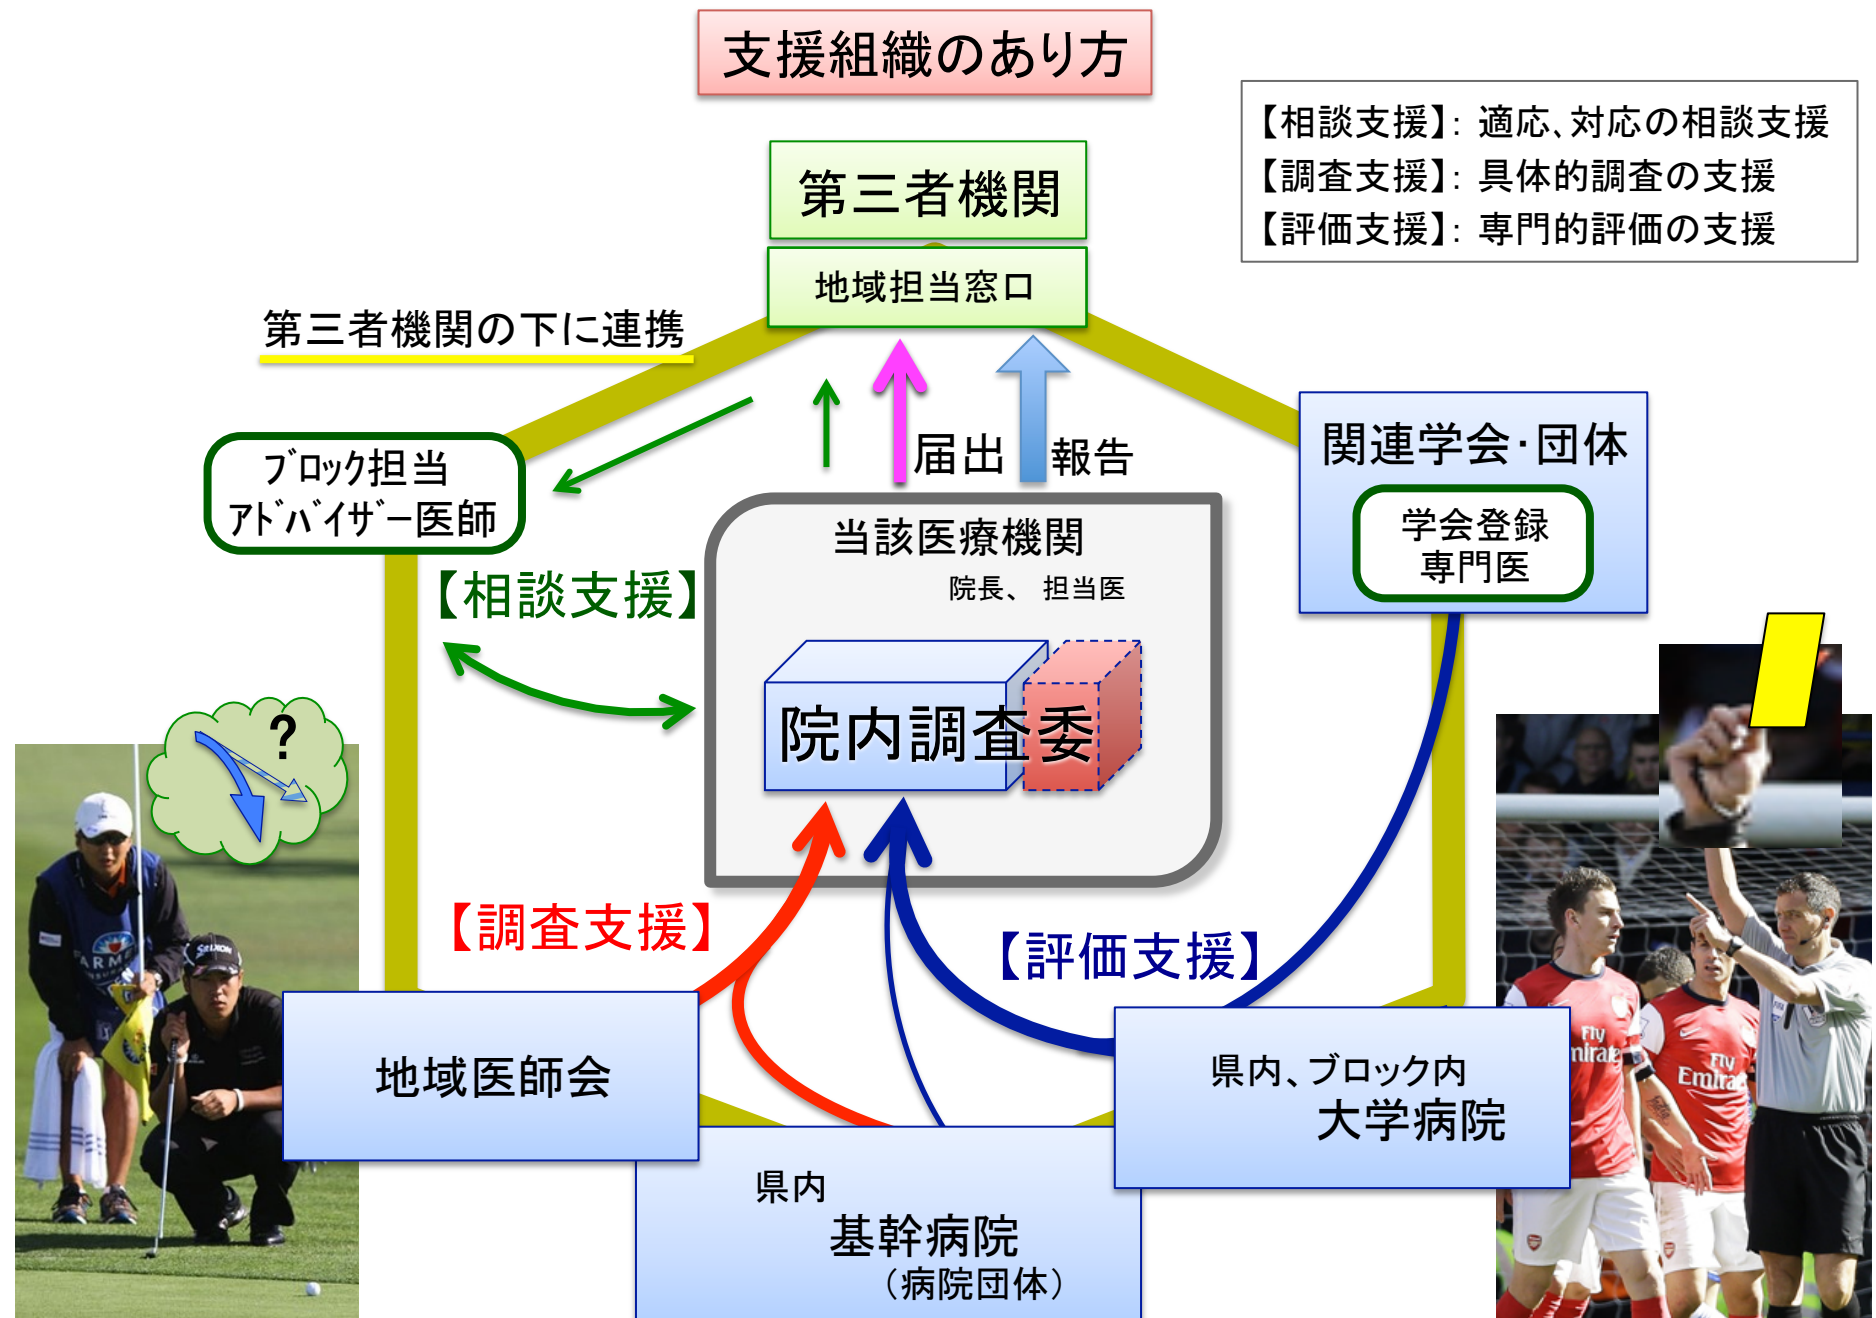 支援組織のあり方
【相談支援】: 適応、対応の相談支援
【調査支援】: 具体的調査の支援
【評価支援】: 専門的評価の支援
第三者機関
地域担当窓口
第三者機関の下に連携
ﾌﾞﾛｯｸ担当
ｱﾄﾞﾊﾞｲｻﾞｰ医師
届出
報告
関連学会・団体
学会登録
専門医
当該医療機関
院長、 担当医
【相談支援】
院内調査委
?
【調査支援】
【評価支援】
SRIXON
FARM
Fly
Emirates
Fly
Emira
地域医師会
県内、ブロック内
大学病院
県内
基幹病院
（病院団体）